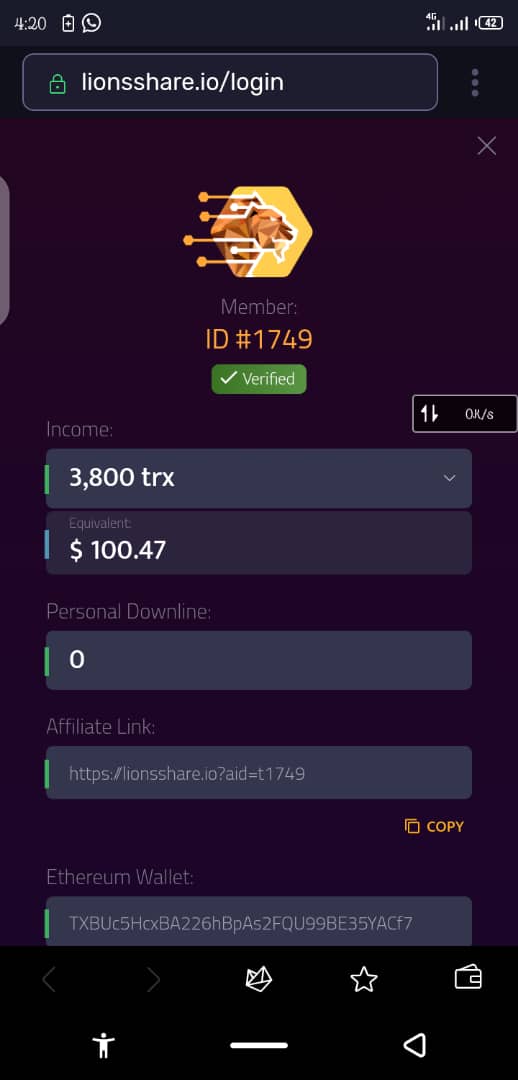 4:20
4G
42
lionsshare.io/login
Member:
ID #1749
Verified
0K/s
Income:
3,800 trx
Equivalent:
$ 100.47
Personal Downline:
0
Affiliate Link:
https://lionsshare.io?aid=t1749
COPY
Ethereum Wallet:
TXBUc5HcxBA226hBpAs2FQU99BE35YACf7